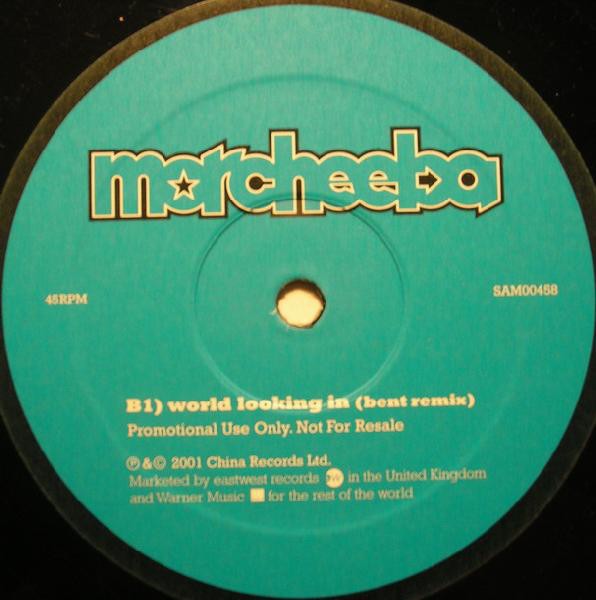 morcheeba
45RPM
SAM00458
B1) world looking in (bent remix)
Promotional Use Only. Not For Resale
℗ & © 2001 China Records Ltd.
Marketed by eastwest records ew in the United Kingdom
and Warner Music for the rest of the world